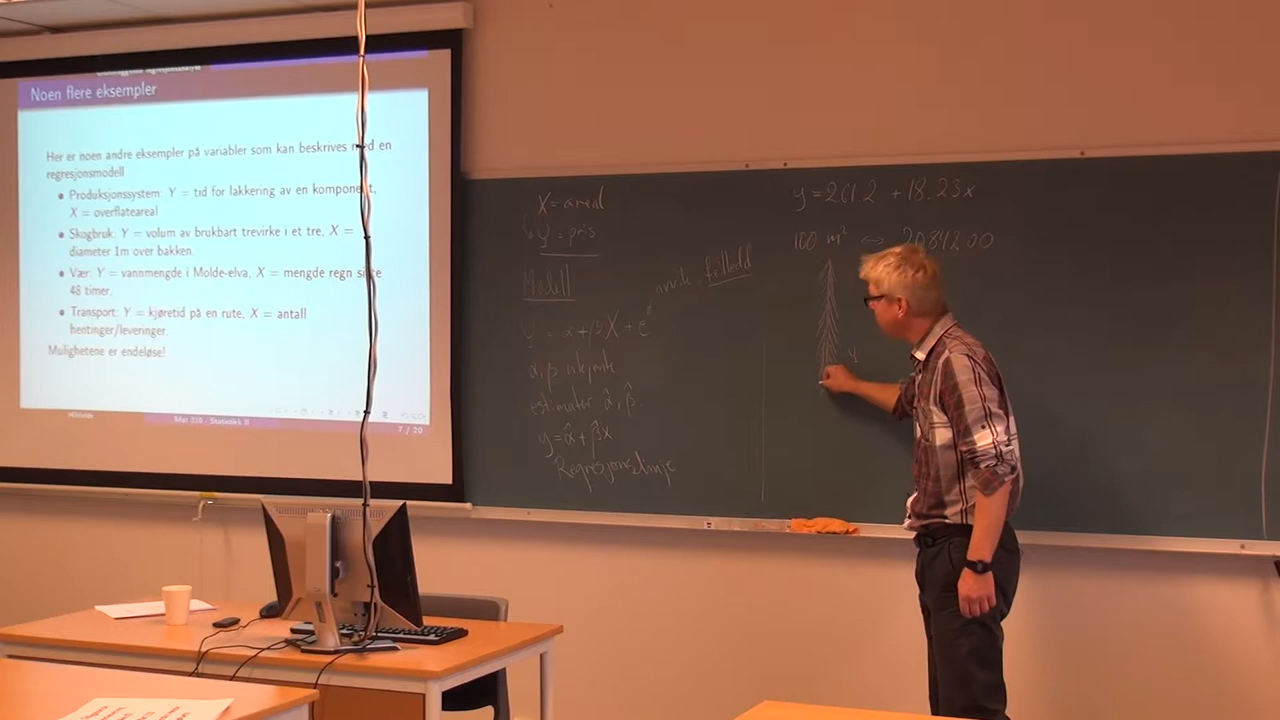 Noen flere eksempler
Her er noen andre eksempler på variabler som kan beskrives med en
regresjonsmodell
• Produksjonssystem: Y = tid for lakkering av en komponent,
X = overflateareal
• Skogbruk: Y = volum av brukbart trevirke i et tre, X =
diameter 1m over bakken.
• Vær: Y = vannmengde i Molde-elva, X = mengde regn siste
48 timer.
• Transport: Y = kjøretid på en rute, X = antall
hentinger/leveringer.
Mulighetene er endeløse!
Mat 310 - Statistikk II
7 / 20
X = areal
Y = pris
Modell
Y = α + βX + e
avvik, feilledd
α, β ukjente
estimater α̂, β̂
y = α̂ + β̂x
Regresjonslinje
y = 261.2 + 18.23x
100 m² ↔ 2084200
y